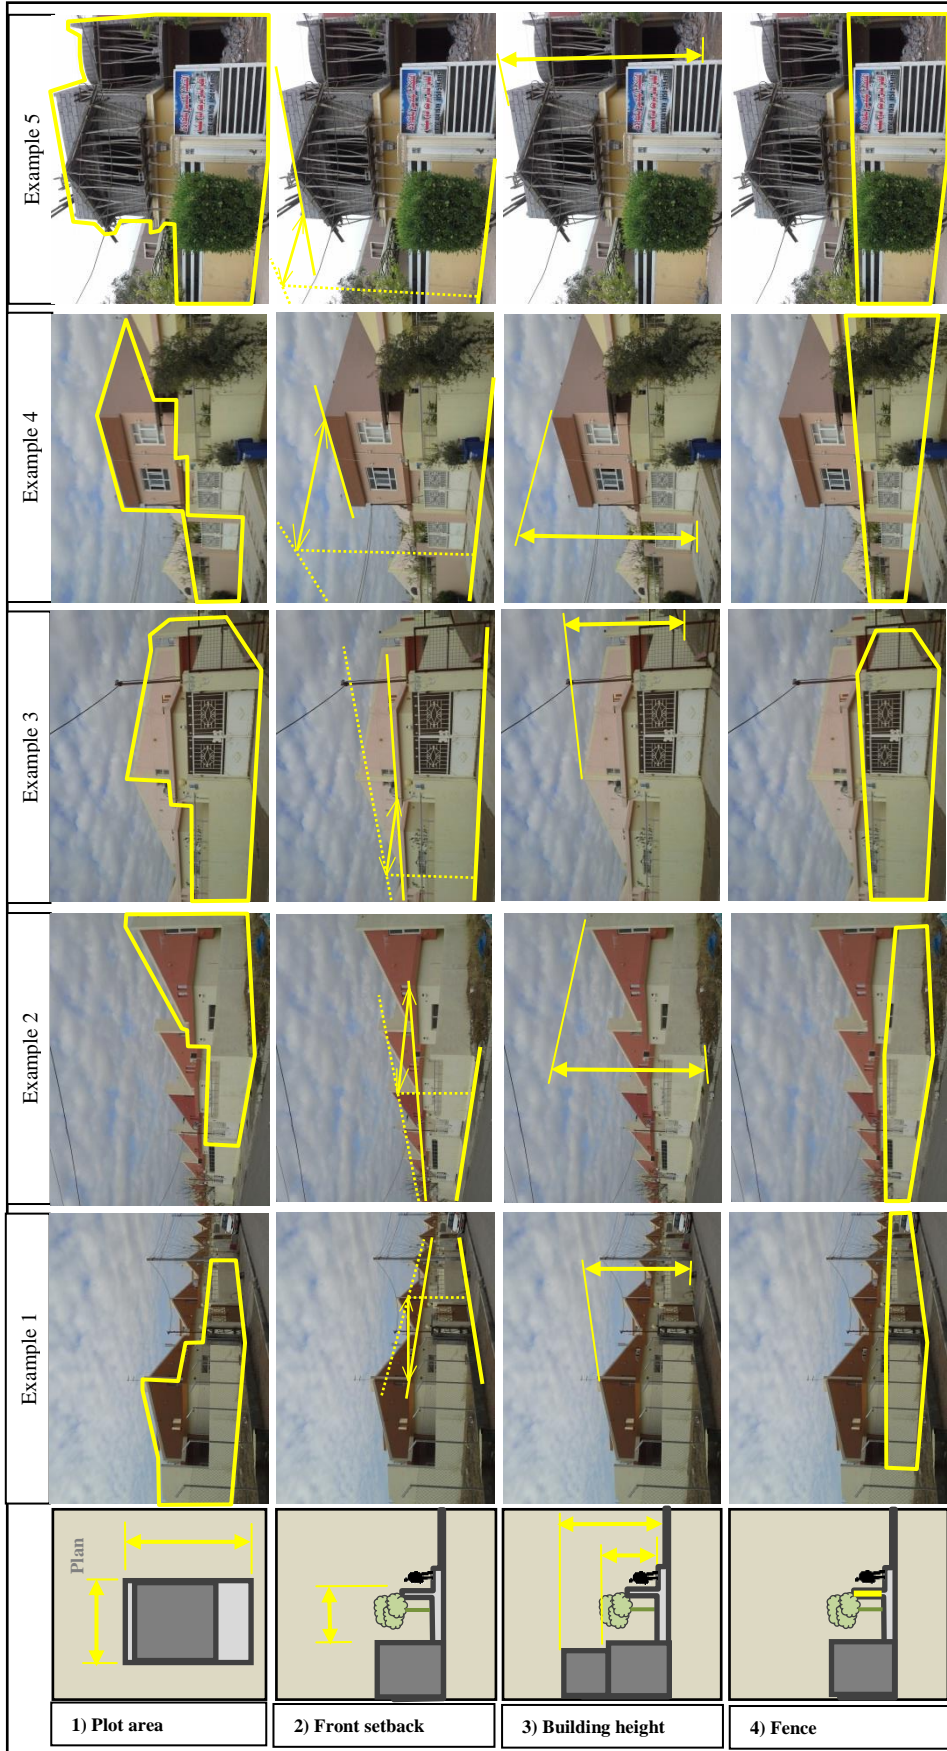 Example 5
Example 4
Example 3
Example 2
Example 1
Plan
1) Plot area
2) Front setback
3) Building height
4) Fence